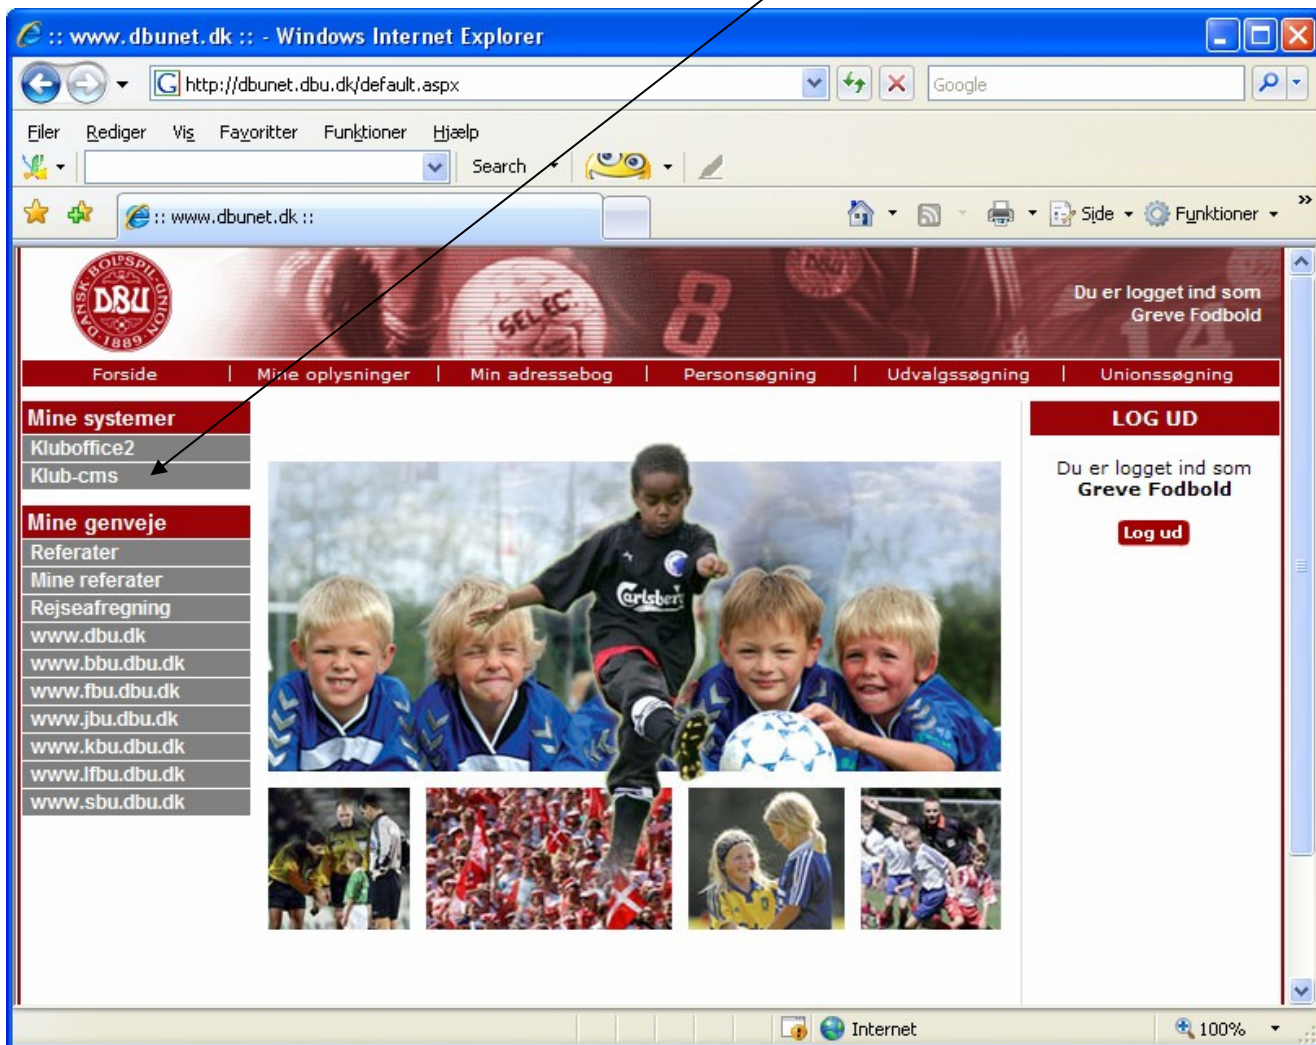 :: www.dbunet.dk :: - Windows Internet Explorer
http://dbunet.dbu.dk/default.aspx
Google
Filer Rediger Vis Favoritter Funktioner Hjælp
Search
:: www.dbunet.dk ::
Side Funktioner »
DANSK BOLDSPIL-UNION
DBU
1889
SELECT
8
14
Du er logget ind som
Greve Fodbold
Forside | Mine oplysninger | Min adressebog | Personsøgning | Udvalgssøgning | Unionssøgning
Mine systemer
Kluboffice2
Klub-cms
Mine genveje
Referater
Mine referater
Rejseafregning
www.dbu.dk
www.bbu.dbu.dk
www.fbu.dbu.dk
www.jbu.dbu.dk
www.kbu.dbu.dk
www.lfbu.dbu.dk
www.sbu.dbu.dk
Carlsberg
LOG UD
Du er logget ind som
Greve Fodbold
Log ud
Internet
100%